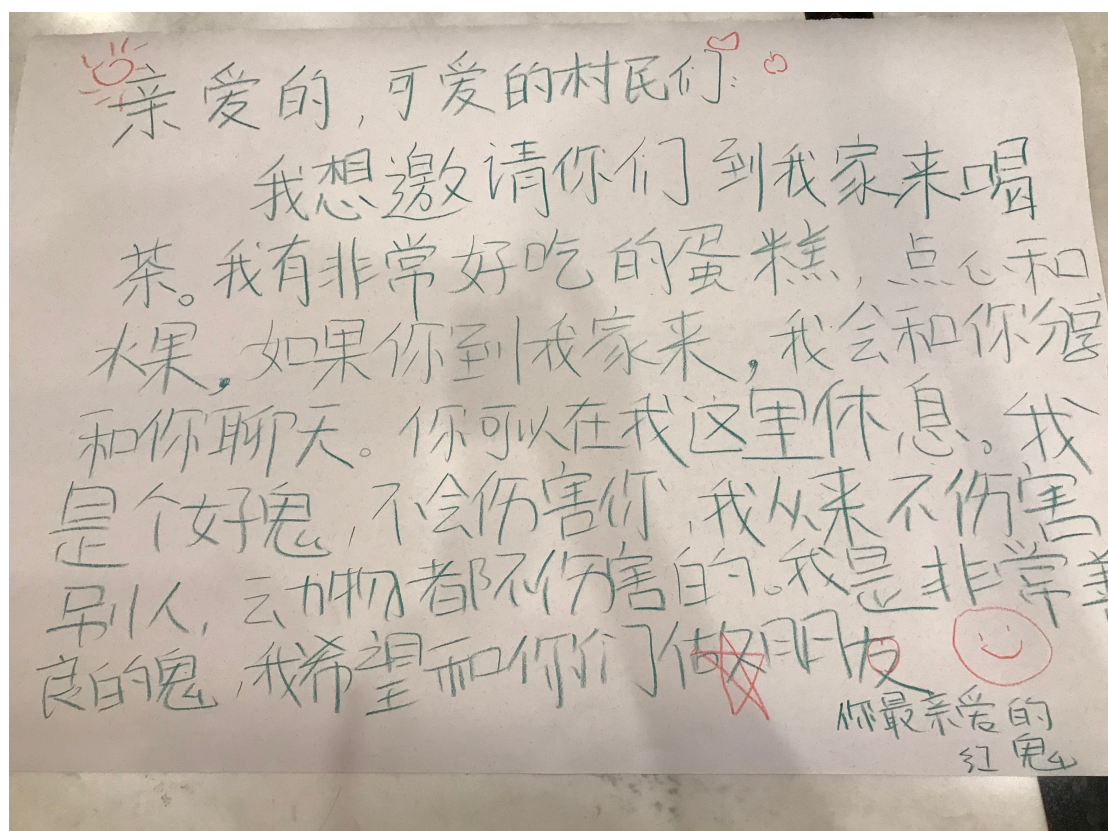 亲爱的,可爱的村民们:
我想邀请你们到我家来喝
茶。我有非常好吃的蛋糕,点心和
水果,如果你到我家来,我会和你分享
和你聊天。你可以在我这里休息。我
是个好鬼,不会伤害你,我从来不伤害
别人,动物都不伤害的。我是非常善
良的鬼,我希望和你们做朋友
你最亲爱的
红鬼